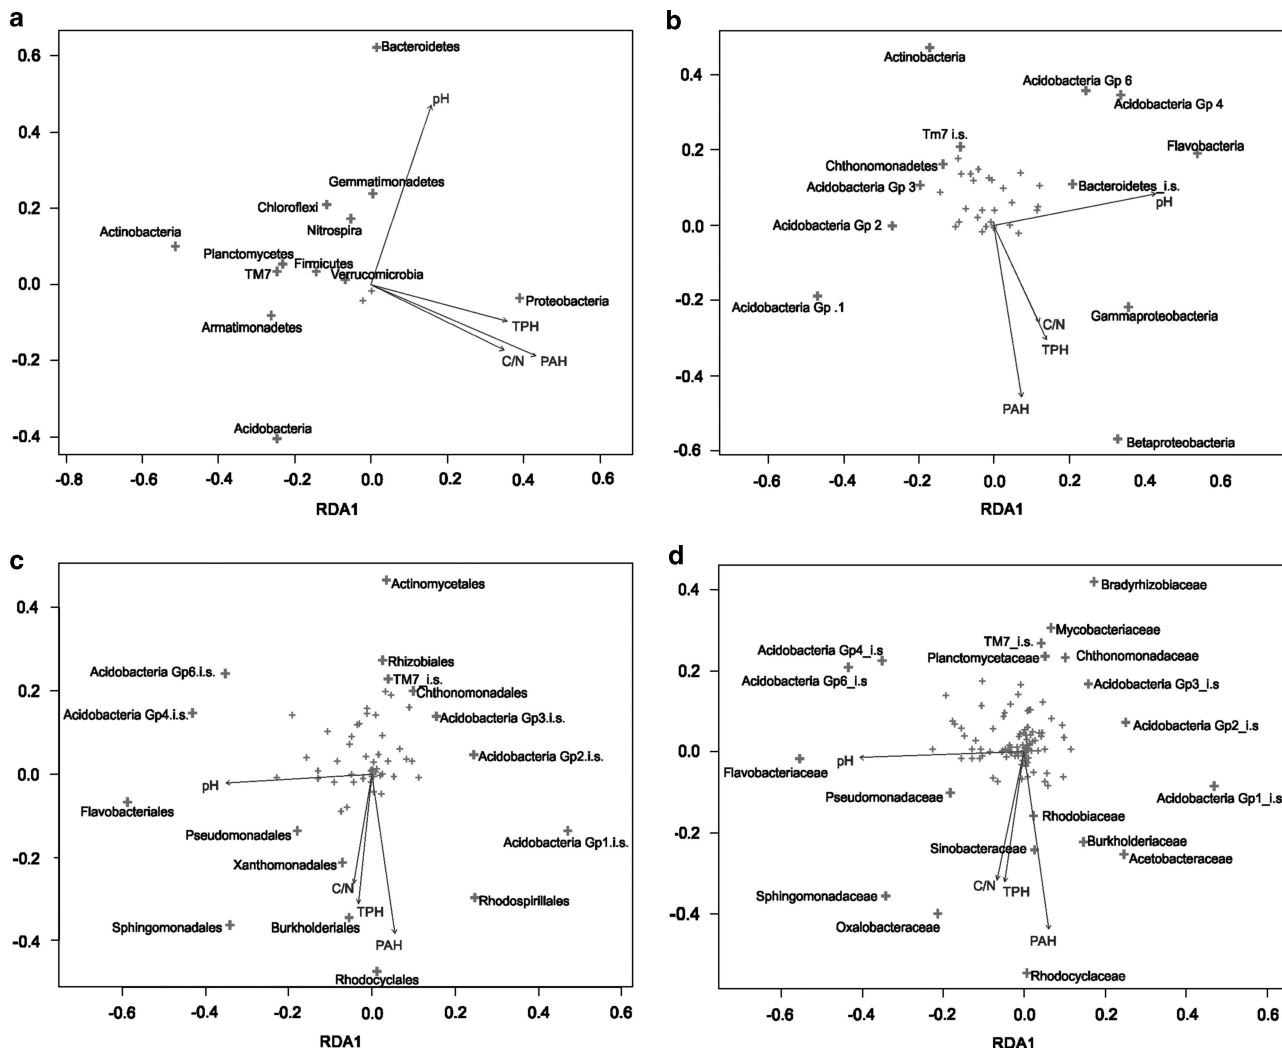 a
0.6
0.4
0.2
0.0
-0.2
-0.4
-0.8
-0.6
-0.4
-0.2
0.0
0.2
0.4
0.6
RDA1
Bacteroidetes
pH
Gemmatimonadetes
Chloroflexi
Nitrospira
Actinobacteria
Planctomycetes
Firmicutes
TM7
Verrucomicrobia
Proteobacteria
Armatimonadetes
TPH
C/N
PAH
Acidobacteria
b
0.4
0.2
0.0
-0.2
-0.4
-0.6
-0.6
-0.4
-0.2
0.0
0.2
0.4
0.6
RDA1
Actinobacteria
Acidobacteria Gp 6
Acidobacteria Gp 4
Tm7 i.s.
Flavobacteria
Chthonomonadetes
Acidobacteria Gp 3
Bacteroidetes_i.s.
pH
Acidobacteria Gp 2
Acidobacteria Gp .1
Gammaproteobacteria
C/N
TPH
PAH
Betaproteobacteria
c
0.4
0.2
0.0
-0.2
-0.4
-0.6
-0.4
-0.2
0.0
0.2
0.4
0.6
RDA1
Actinomycetales
Rhizobiales
Acidobacteria Gp6.i.s.
TM7_i.s.
Chthonomonadales
Acidobacteria Gp4.i.s.
Acidobacteria Gp3.i.s.
Acidobacteria Gp2.i.s.
pH
Flavobacteriales
Pseudomonadales
Acidobacteria Gp1.i.s.
Xanthomonadales
C/N
Rhodospirillales
TPH
Sphingomonadales
Burkholderiales
PAH
Rhodocyclales
d
0.4
0.2
0.0
-0.2
-0.4
-0.6
-0.4
-0.2
0.0
0.2
0.4
0.6
RDA1
Bradyrhizobiaceae
Mycobacteriaceae
TM7_i.s.
Acidobacteria Gp4_i.s
Planctomycetaceae
Chthonomonadaceae
Acidobacteria Gp6_i.s
Acidobacteria Gp3_i.s
Acidobacteria Gp2_i.s
pH
Flavobacteriaceae
Pseudomonadaceae
Acidobacteria Gp1_i.s
Rhodobiaceae
Sinobacteraceae
Burkholderiaceae
Acetobacteraceae
C/N
TPH
Sphingomonadaceae
Oxalobacteraceae
PAH
Rhodocyclaceae